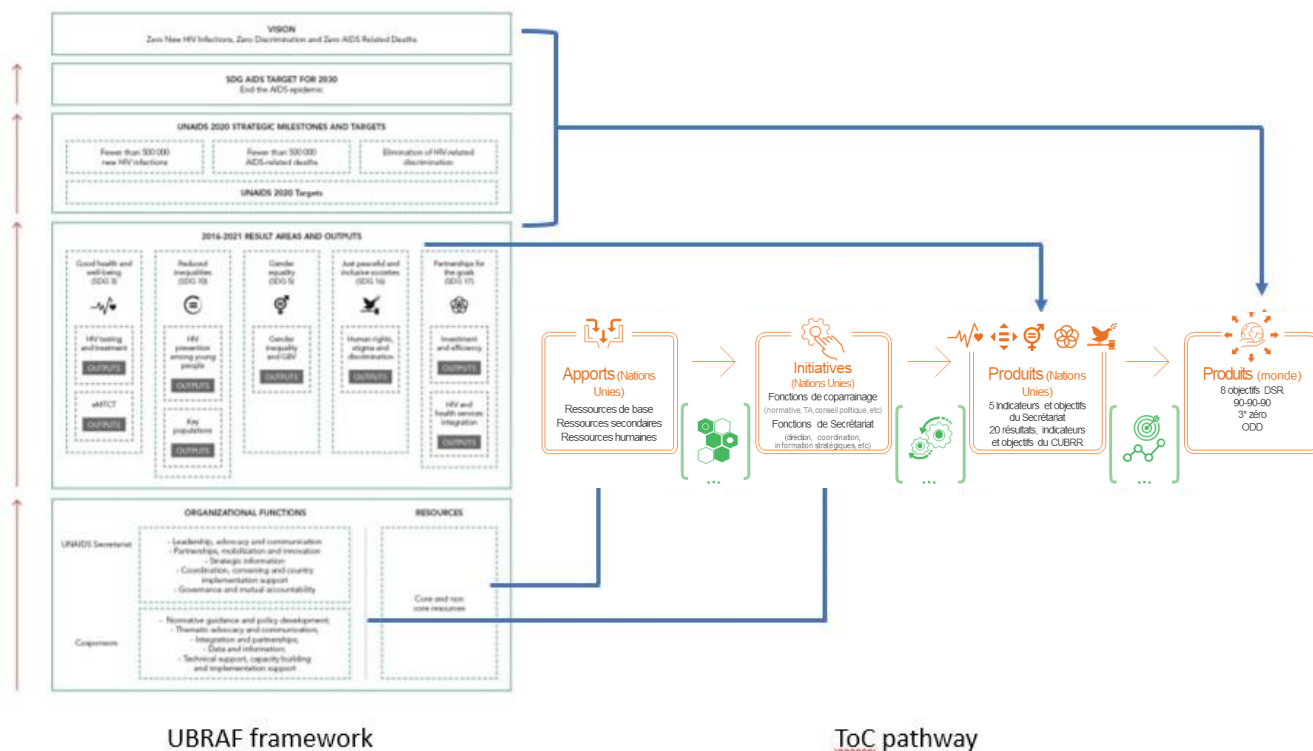 VISION
Zero New HIV Infections, Zero Discrimination and Zero AIDS Related Deaths
SDG AIDS TARGET FOR 2030
End the AIDS epidemic
UNAIDS 2020 STRATEGIC MILESTONES AND TARGETS
Fewer than 500 000
new HIV infections
Fewer than 500 000
AIDS-related deaths
Elimination of HIV-related
discrimination
UNAIDS 2020 Targets
2016-2021 RESULT AREAS AND OUTPUTS
Good health and
well-being
(SDG 3)
Reduced
inequalities
(SDG 10)
Gender
equality
(SDG 5)
Just peaceful and
inclusive societies
(SDG 16)
Partnerships for
the goals
(SDG 17)
HIV testing
and treatment
OUTPUTS
HIV
prevention
among young
people
OUTPUTS
Gender
inequality
and GBV
OUTPUTS
Human rights,
stigma and
discrimination
OUTPUTS
Investment
and efficiency
OUTPUTS
eMTCT
OUTPUTS
Key
populations
OUTPUTS
HIV and
health services
integration
OUTPUTS
ORGANIZATIONAL FUNCTIONS
RESOURCES
UNAIDS Secretariat
- Leadership, advocacy and communication
- Partnerships, mobilization and innovation
- Strategic information
- Coordination, convening and country
implementation support
- Governance and mutual accountability
Cosponsors
- Normative guidance and policy development;
- Thematic advocacy and communication;
- Integration and partnerships;
- Data and information;
- Technical support, capacity building
and implementation support
Core and non
core resources
Apports (Nations
Unies)
Ressources de base
Ressources secondaires
Ressources humaines
...
Initiatives
(Nations Unies)
Fonctions de coparrainage
(normative, TA, conseil politique, etc)
Fonctions de Secrétariat
(direction, coordination,
information stratégiques, etc)
...
Produits (Nations
Unies)
5 Indicateurs et objectifs
du Secrétariat
20 résultats, indicateurs
et objectifs du CUBRR
...
Produits (monde)
8 objectifs DSR
90-90-90
3* zéro
ODD
UBRAF framework
ToC pathway